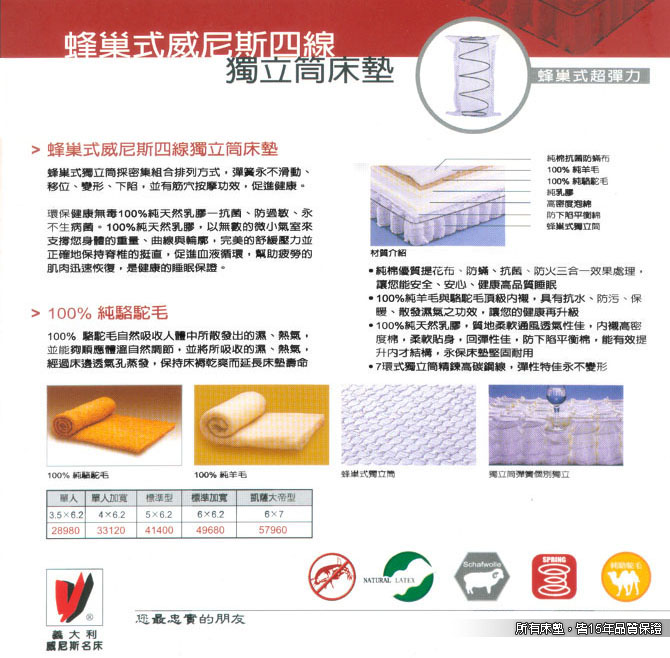 蜂巢式威尼斯四線
獨立筒床墊
蜂巢式超彈力
> 蜂巢式威尼斯四線獨立筒床墊
蜂巢式獨立筒採密集組合排列方式，彈簧永不滑動、
移位、變形、下陷，並有筋穴按摩功效，促進健康。
環保健康無毒100%純天然乳膠—抗菌、防過敏、永
不生病菌。100%純天然乳膠，以無數的微小氣室來
支撐您身體的重量、曲線與輪廓，完美的舒緩壓力並
正確地保持脊椎的挺直，促進血液循環，幫助疲勞的
肌肉迅速恢復，是健康的睡眠保證。
> 100% 純駱駝毛
100% 駱駝毛自然吸收人體中所散發出的濕、熱氣，
並能夠順應體溫自然調節，並將所吸收的濕、熱氣，
經過床邊透氣孔蒸發，保持床褥乾爽而延長床墊壽命
純棉抗菌防蟎布
100% 純羊毛
100% 純駱駝毛
純乳膠
高密度泡綿
防下陷平衡棉
蜂巢式獨立筒
材質介紹
•純棉優質提花布、防蟎、抗菌、防火三合一效果處理，
讓您能安全、安心、健康高品質睡眠
•100%純羊毛與駱駝毛頂級內襯，具有抗水、防污、保
暖、散發濕氣之功效，讓您的健康再升級
•100%純天然乳膠，質地柔軟通風透氣性佳，內襯高密
度棉，柔軟貼身，回彈性佳，防下陷平衡棉，能有效提
升內才結構，永保床墊堅固耐用
•7環式獨立筒精鍊高碳鋼線，彈性特佳永不變形
100% 純駱駝毛
100% 純羊毛
蜂巢式獨立筒
獨立筒彈簧個別獨立
單人 單人加寬 標準型 標準加寬 凱薩大帝型
3.5×6.2 4×6.2 5×6.2 6×6.2 6×7
28980 33120 41400 49680 57960
NATURAL LATEX
Schafwolle
SPRING
純駱駝毛
®
義大利
威尼斯名床
您最忠實的朋友
所有床墊，皆15年品質保證